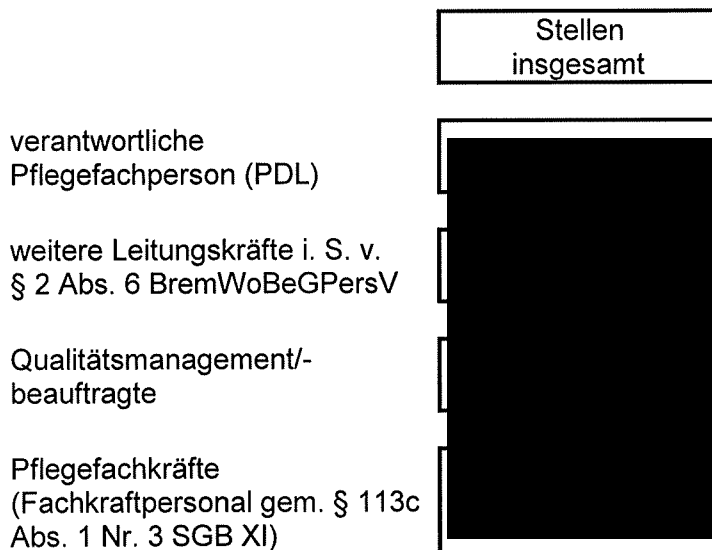 Stellen
insgesamt
verantwortliche
Pflegefachperson (PDL)
weitere Leitungskräfte i. S. v.
§ 2 Abs. 6 BremWoBeGPersV
Qualitätsmanagement/-
beauftragte
Pflegefachkräfte
(Fachkraftpersonal gem. § 113c
Abs. 1 Nr. 3 SGB XI)